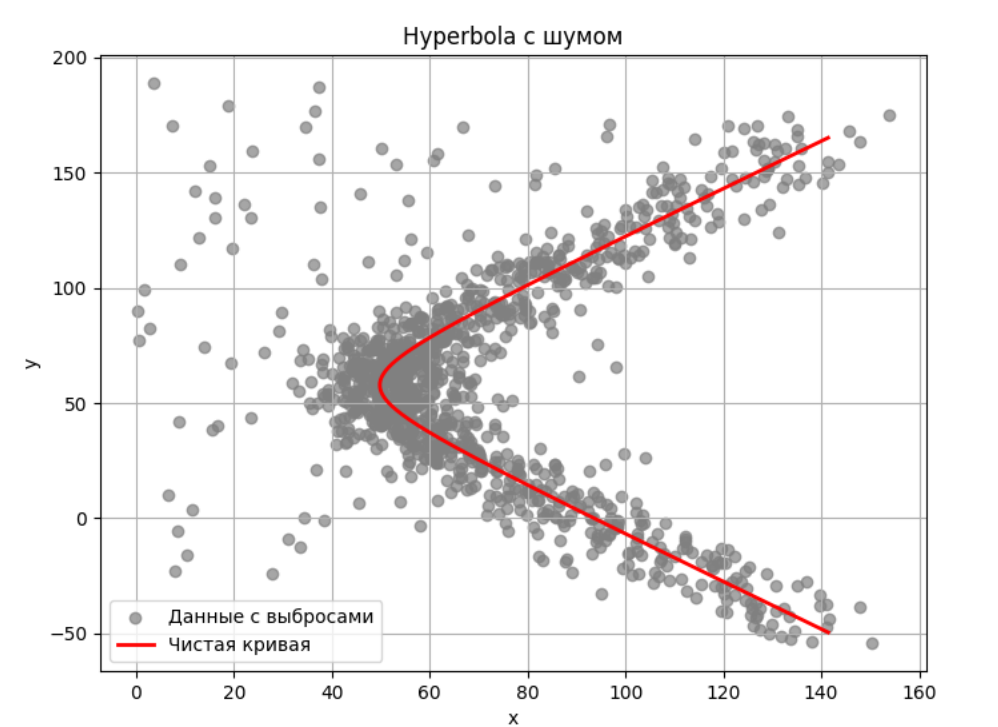 Hyperbola с шумом
200
150
100
50
0
−50
y
0 20 40 60 80 100 120 140 160
x
Данные с выбросами
Чистая кривая